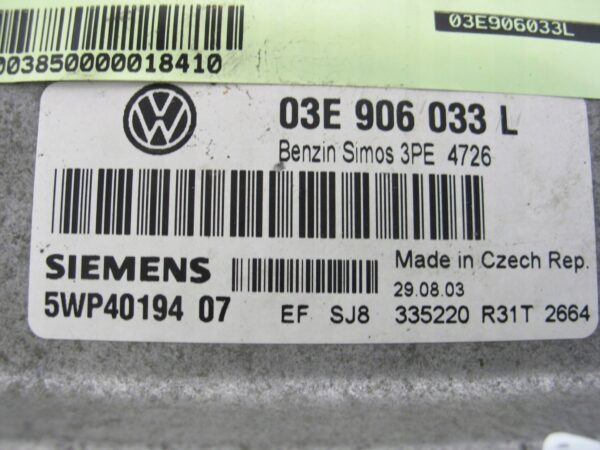 03E906033L
003850000018410
03E 906 033 L
Benzin Simos 3PE 4726
SIEMENS
Made in Czech Rep.
29.08.03
5WP40194 07
EF SJ8 335220 R31T 2664